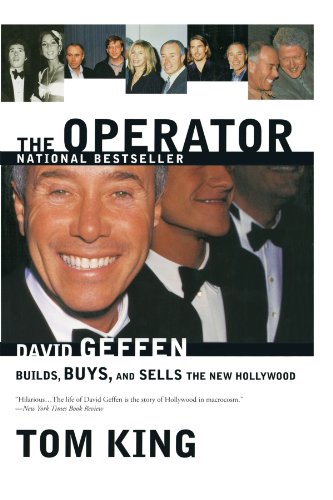 THE OPERATOR
NATIONAL BESTSELLER
DAVID GEFFEN
BUILDS, BUYS, AND SELLS THE NEW HOLLYWOOD
"Hilarious....The life of David Geffen is the story of Hollywood in macrocosm."
—New York Times Book Review
TOM KING